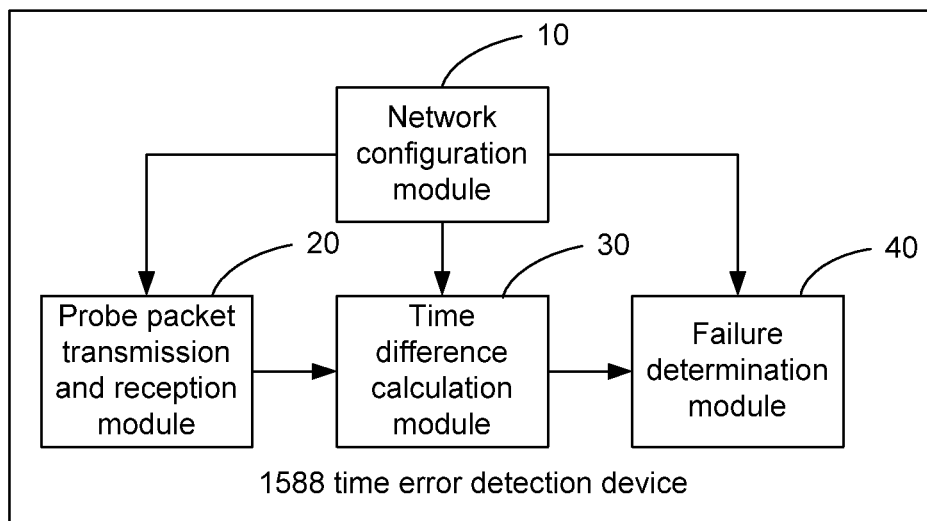 10
Network
configuration
module
20
30
40
Probe packet
transmission
and reception
module
Time
difference
calculation
module
Failure
determination
module
1588 time error detection device